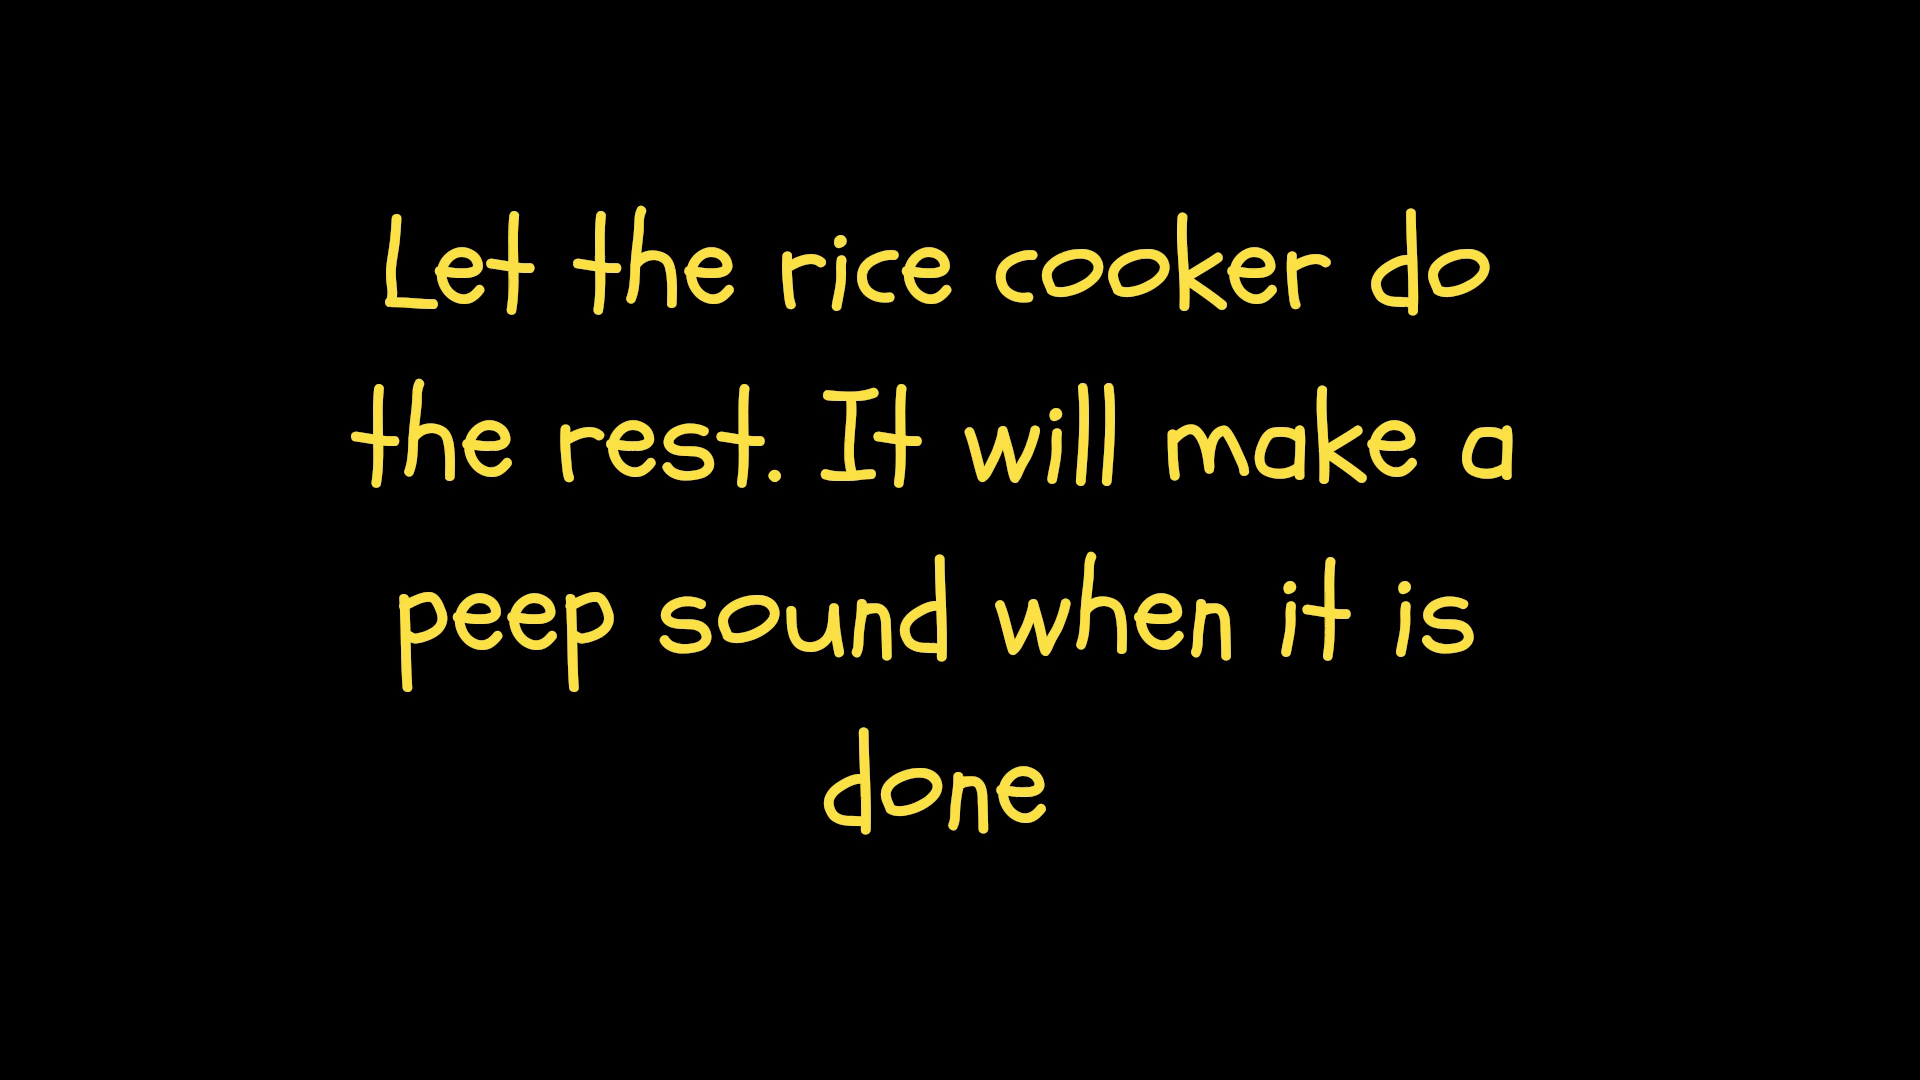 Let the rice cooker do
the rest. It will make a
peep sound when it is
done